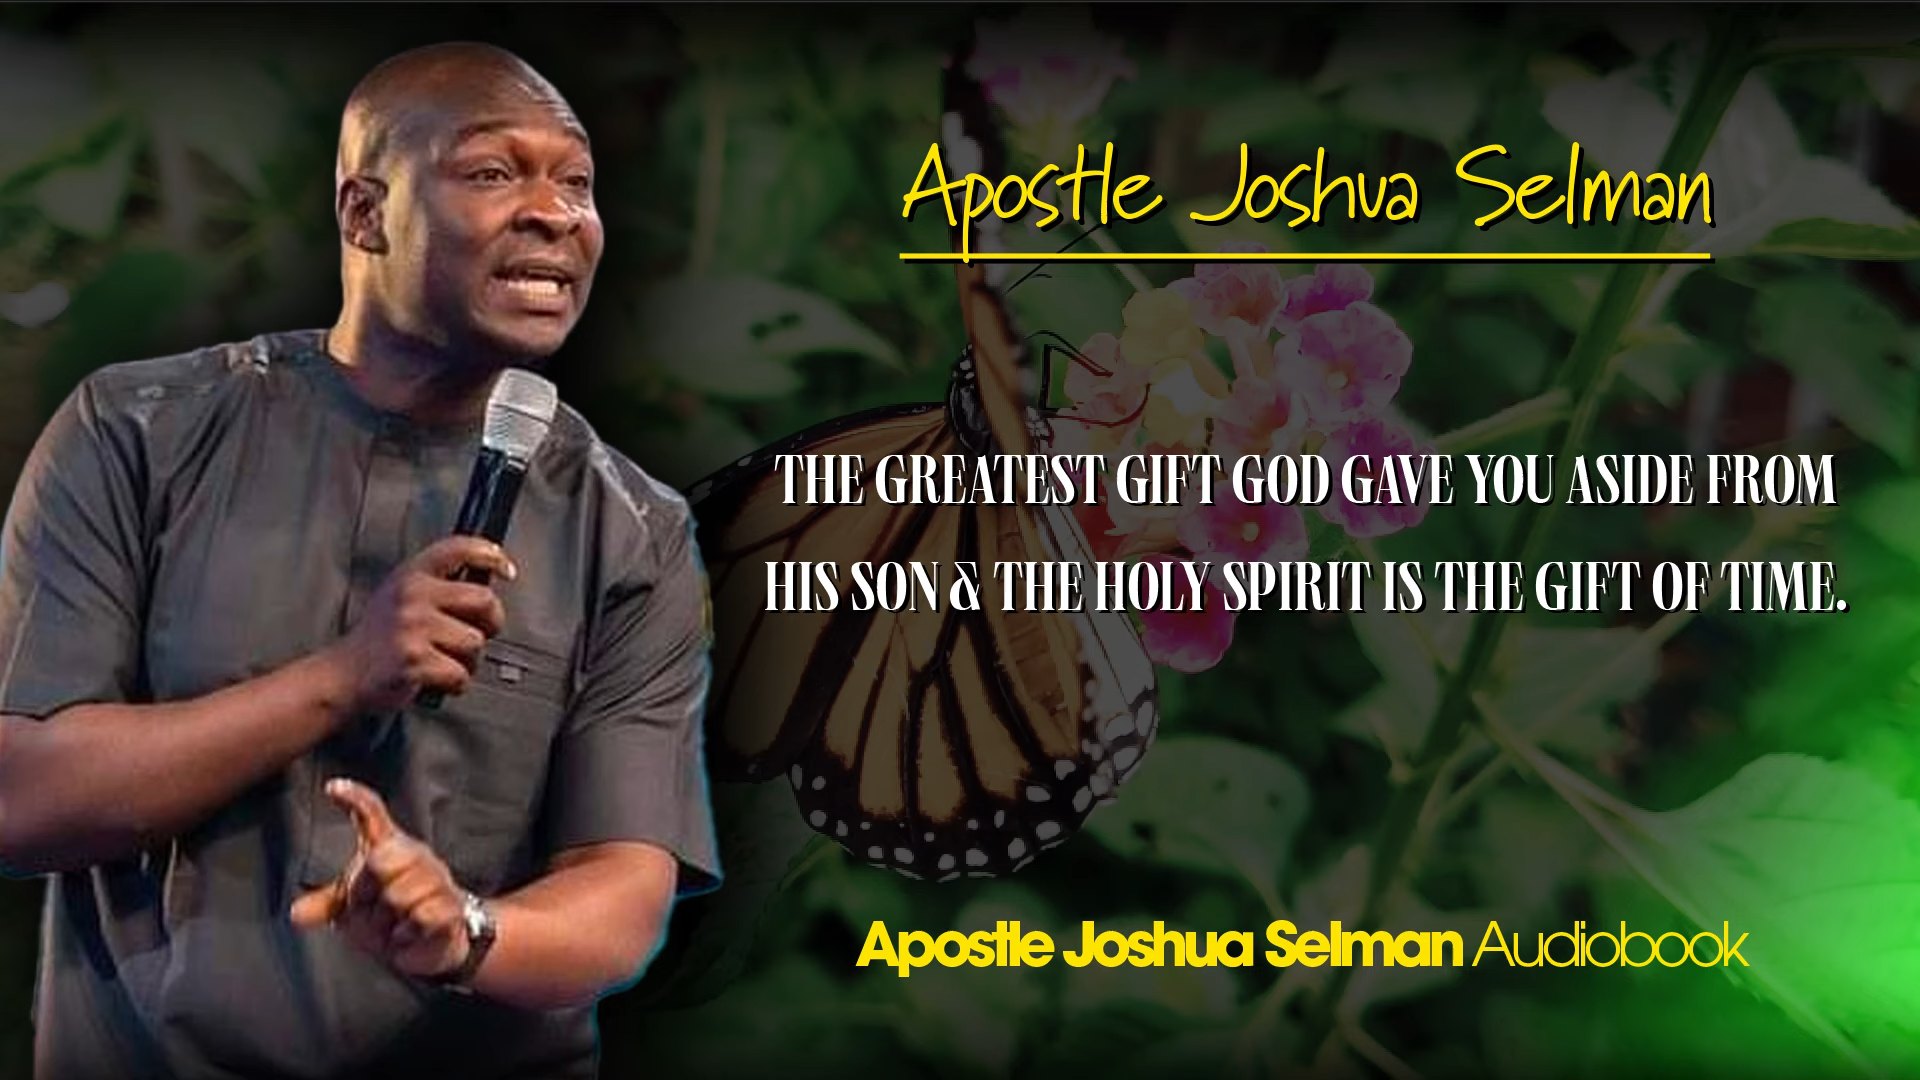 Apostle Joshua Selman
THE GREATEST GIFT GOD GAVE YOU ASIDE FROM
HIS SON & THE HOLY SPIRIT IS THE GIFT OF TIME.
Apostle Joshua Selman Audiobook